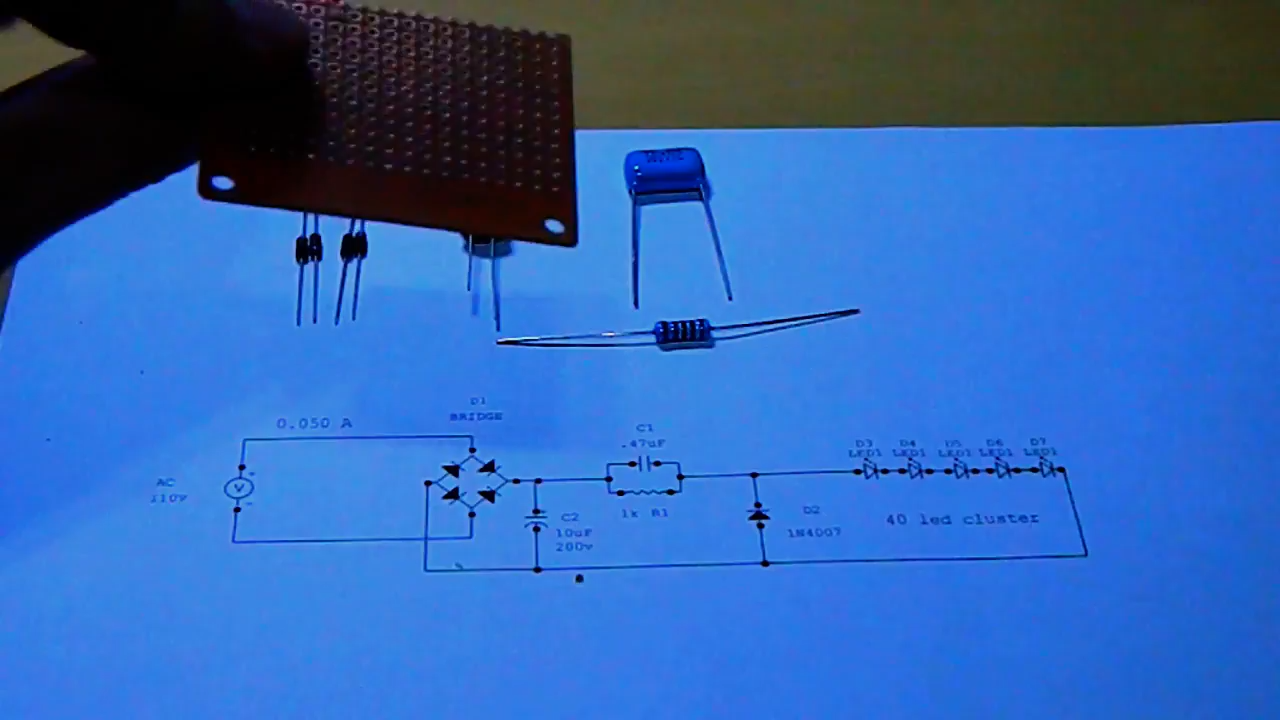 0.050 A
D1
BRIDGE
C1
.47uF
D3 D4 D5 D6 D7
LED1 LED1 LED1 LED1 LED1
AC
110v
V
1k R1
C2
10uF
200v
D2
1N4007
40 led cluster